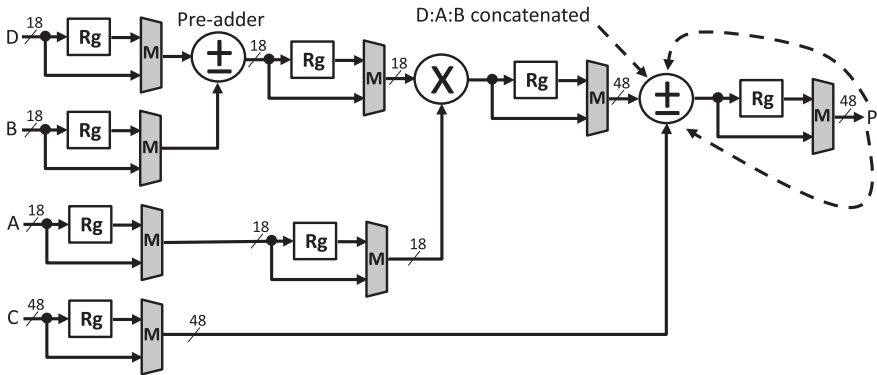 Pre-adder
D:A:B concatenated
D 18 Rg M ± 18 Rg M 18 X Rg M 48 ± Rg M 48 P
B 18 Rg M
A 18 Rg M 18 Rg M 18
C 48 Rg M 48